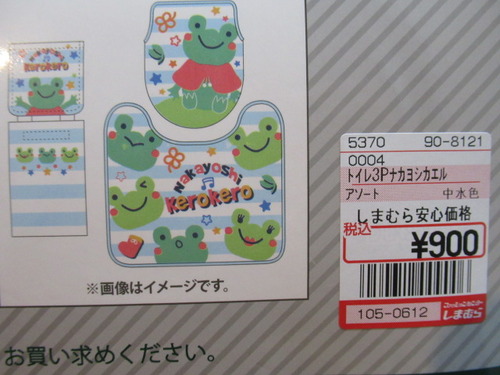 Nakayoshi
kerokero
Nakayoshi
kerokero
※画像はイメージです。
お買い求めください。
5370 90-8121
0004
トイレ3Pナカヨシカエル
アソート 中水色
しまむら安心価格
税込 ¥900
105-0612 しまむら